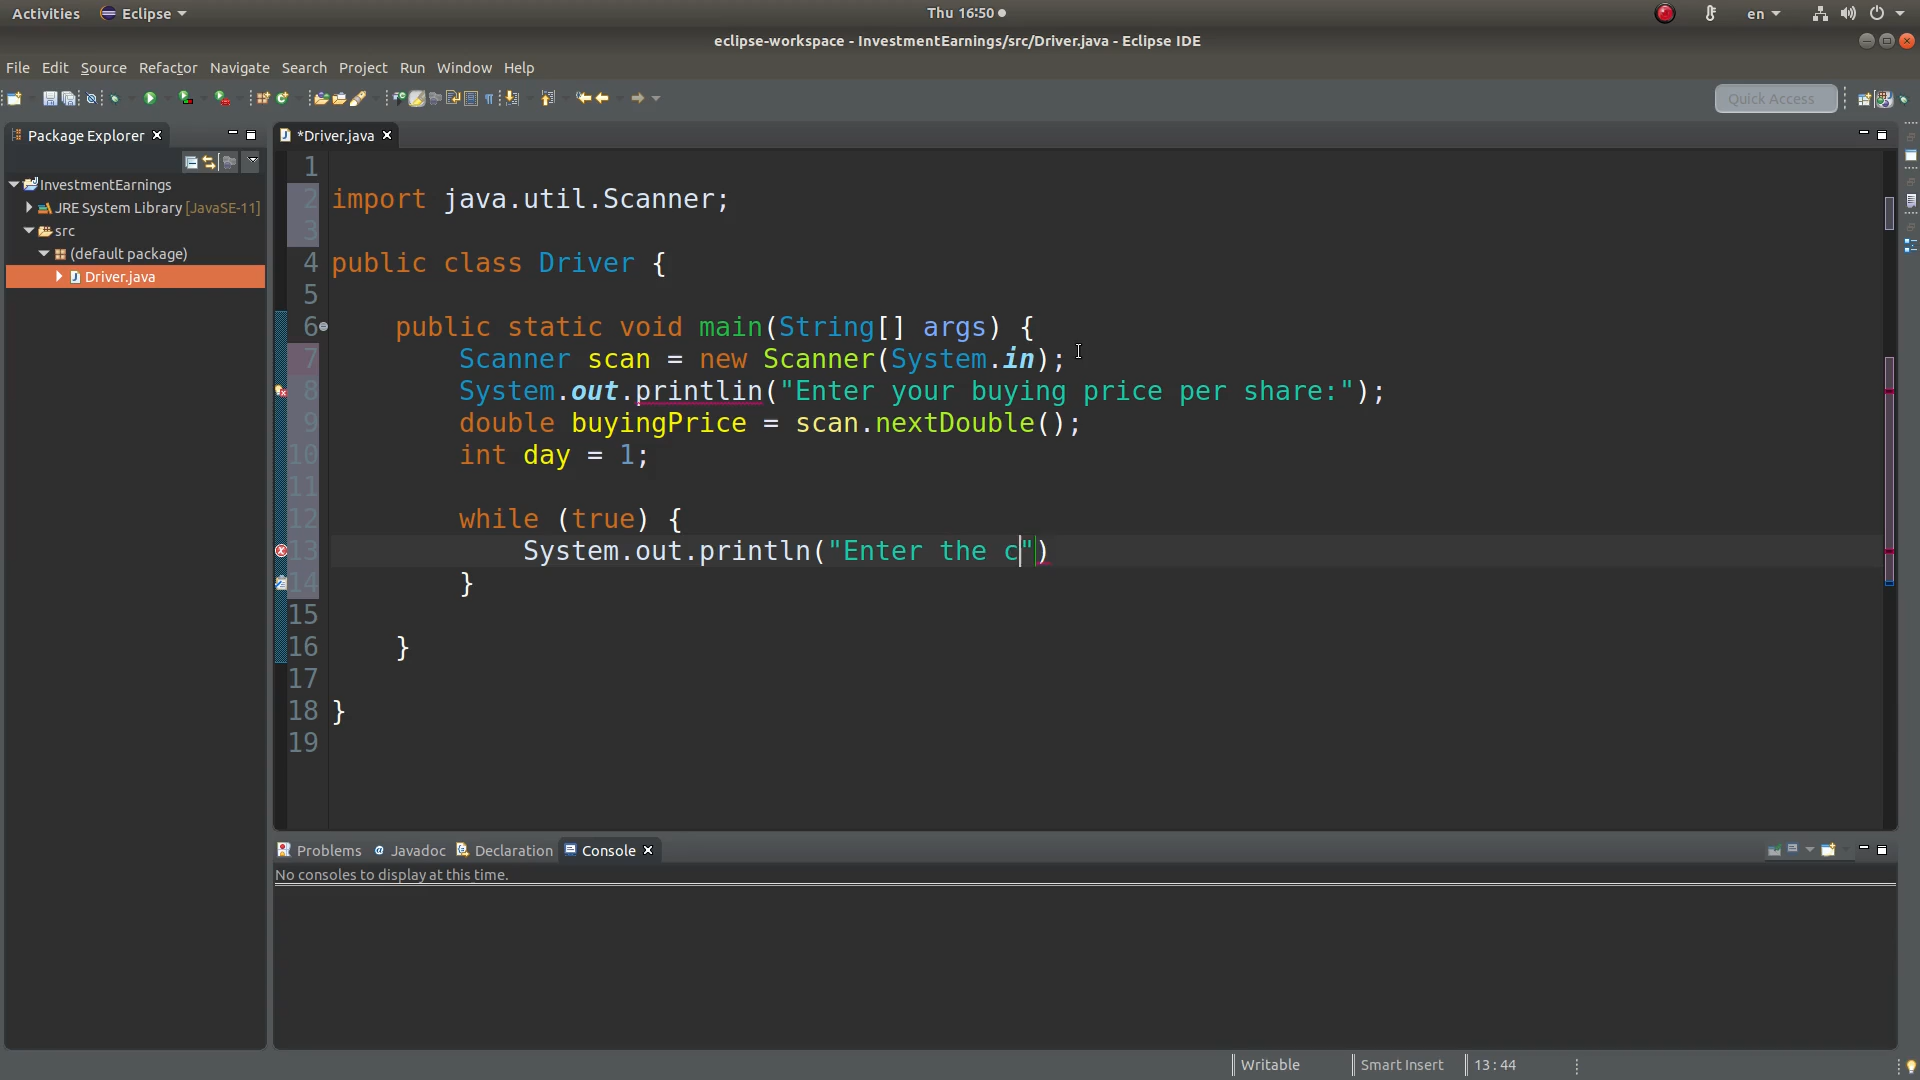 Activities Eclipse Thu 16:50 en
eclipse-workspace - InvestmentEarnings/src/Driver.java - Eclipse IDE
File Edit Source Refactor Navigate Search Project Run Window Help
Quick Access
Package Explorer
InvestmentEarnings
JRE System Library [JavaSE-11]
src
(default package)
Driver.java
*Driver.java
1
2 import java.util.Scanner;
3
4 public class Driver {
5
6 public static void main(String[] args) {
7 Scanner scan = new Scanner(System.in);
8 System.out.printlin("Enter your buying price per share:");
9 double buyingPrice = scan.nextDouble();
10 int day = 1;
11
12 while (true) {
13 System.out.println("Enter the c")
14 }
15
16 }
17
18 }
19
Problems Javadoc Declaration Console
No consoles to display at this time.
Writable Smart Insert 13 : 44